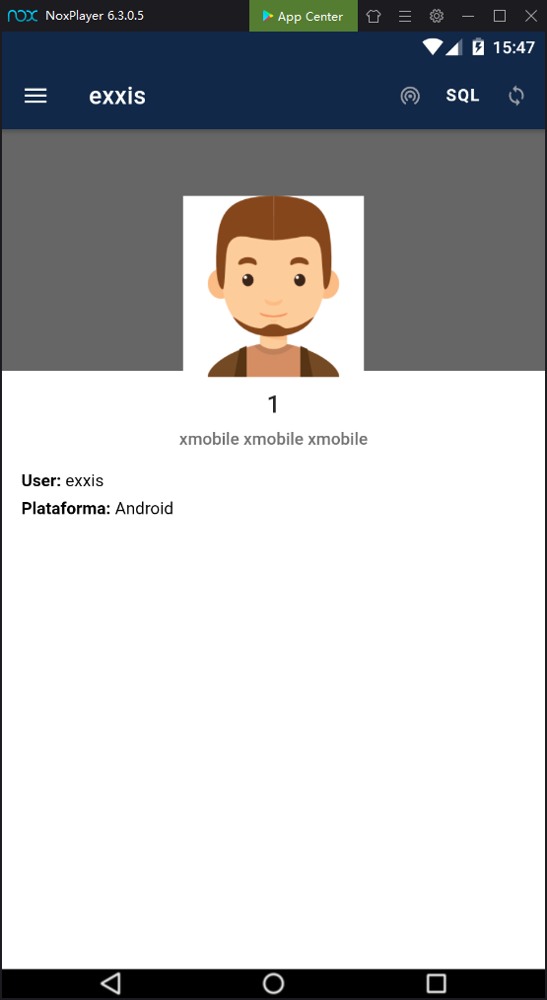 nox NoxPlayer 6.3.0.5 App Center
15:47
exxis SQL
1
xmobile xmobile xmobile
User: exxis
Plataforma: Android